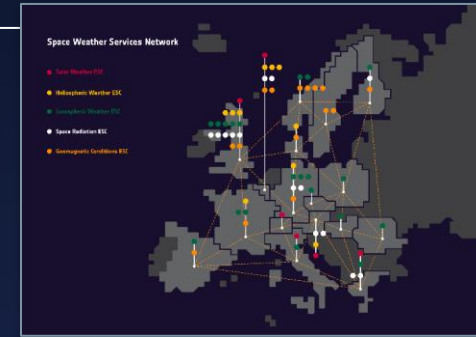 Space Weather Services Network
Solar Weather ESC
Heliospheric Weather ESC
Ionospheric Weather ESC
Space Radiation ESC
Geomagnetic Conditions ESC